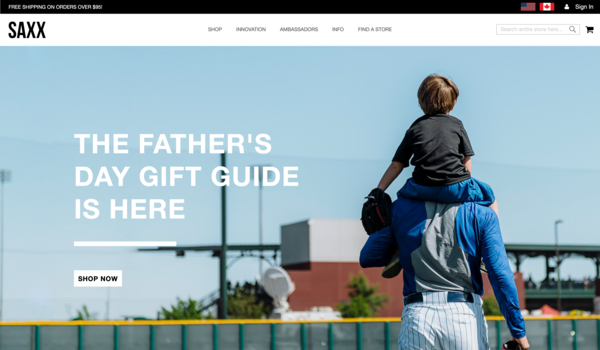 FREE SHIPPING ON ORDERS OVER $95!
Sign In
SAXX
SHOP
INNOVATION
AMBASSADORS
INFO
FIND A STORE
Search entire store here...
THE FATHER'S
DAY GIFT GUIDE
IS HERE
SHOP NOW